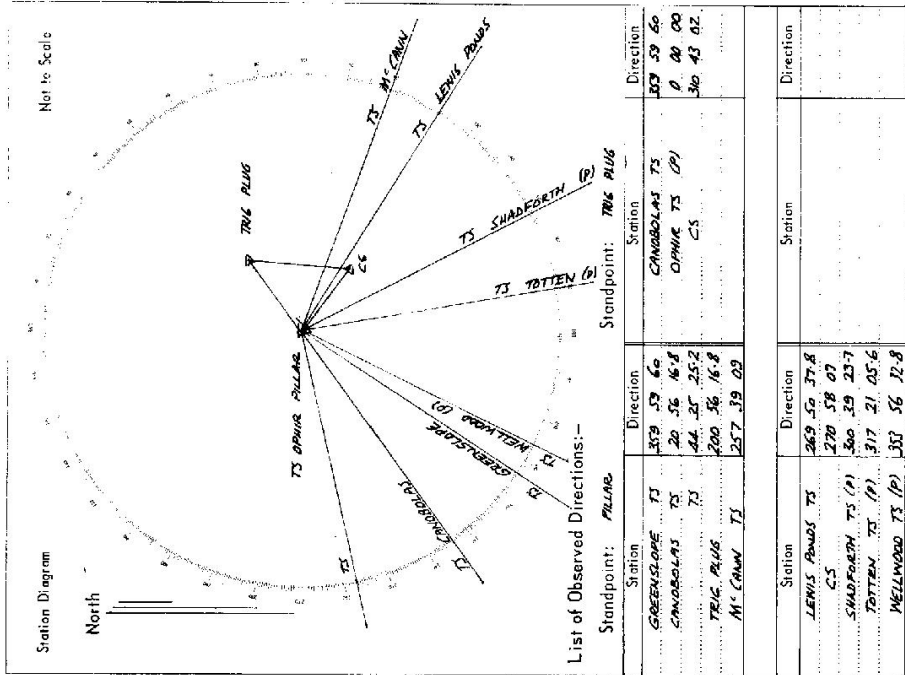 Station Diagram
Not to Scale
North
TRIG PLUG
TS OPHIR PILLAR
CS
TS McCANN
TS LEWIS PONDS
TS SHADFORTH (P)
TS TOTTEN (P)
TS WELLWOOD (P)
TS GREENSLOPE
TS CANOBOLAS
TS
List of Observed Directions:-
Standpoint: PILLAR
Standpoint: TRIG PLUG
Station Direction Station Direction
GREENSLOPE TS 359 59 60 CANOBOLAS TS 359 59 60
CANOBOLAS TS 20 56 16.8 OPHIR TS (P) 0 00 00
TS 44 25 25.2 CS 310 43 02
TRIG PLUG 200 56 16.8
McCANN TS 257 39 09
Station Direction Station Direction
LEWIS PONDS TS 269 50 37.8
CS 270 58 07
SHADFORTH TS (P) 300 39 23.7
TOTTEN TS (P) 317 21 05.6
WELLWOOD TS (P) 353 56 32.8